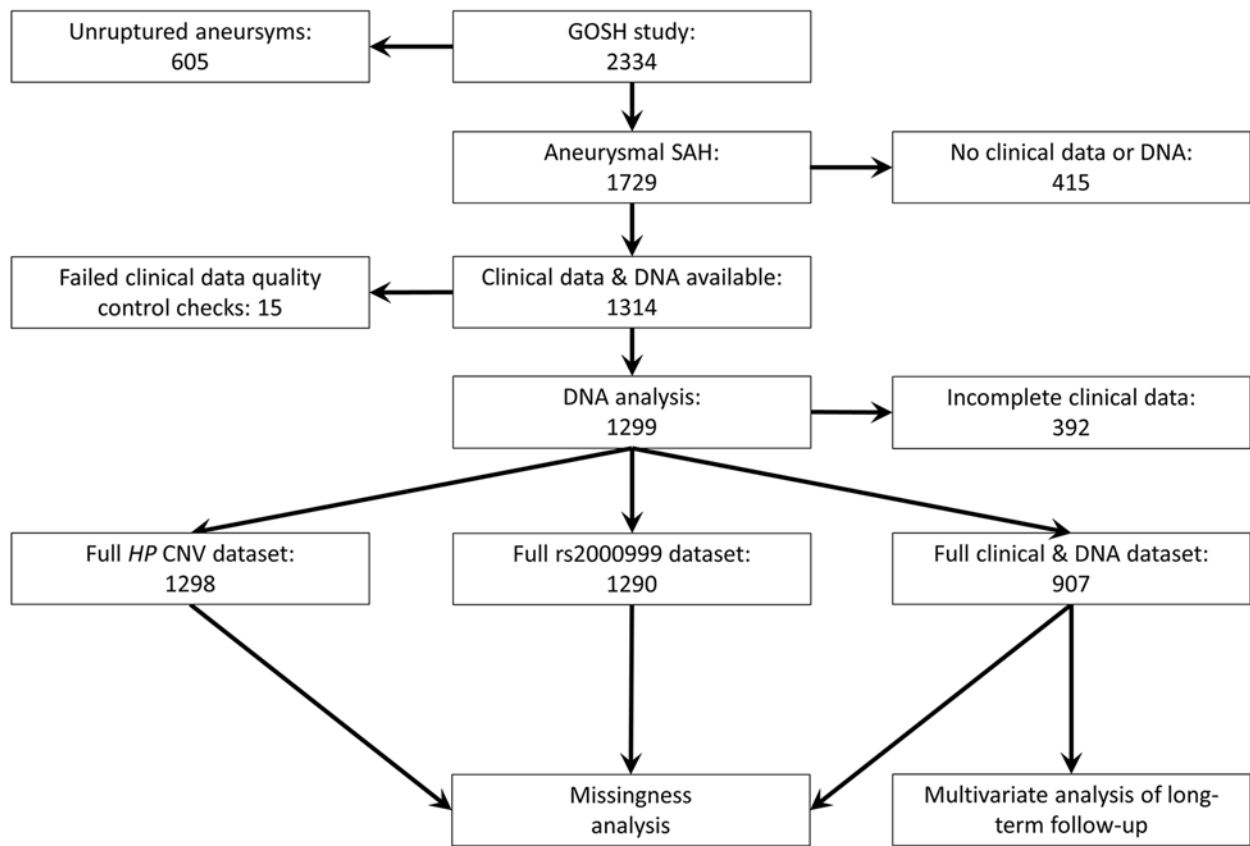 Unruptured aneursyms:
605
GOSH study:
2334
Aneurysmal SAH:
1729
No clinical data or DNA:
415
Failed clinical data quality
control checks: 15
Clinical data & DNA available:
1314
DNA analysis:
1299
Incomplete clinical data:
392
Full HP CNV dataset:
1298
Full rs2000999 dataset:
1290
Full clinical & DNA dataset:
907
Missingness
analysis
Multivariate analysis of long-
term follow-up